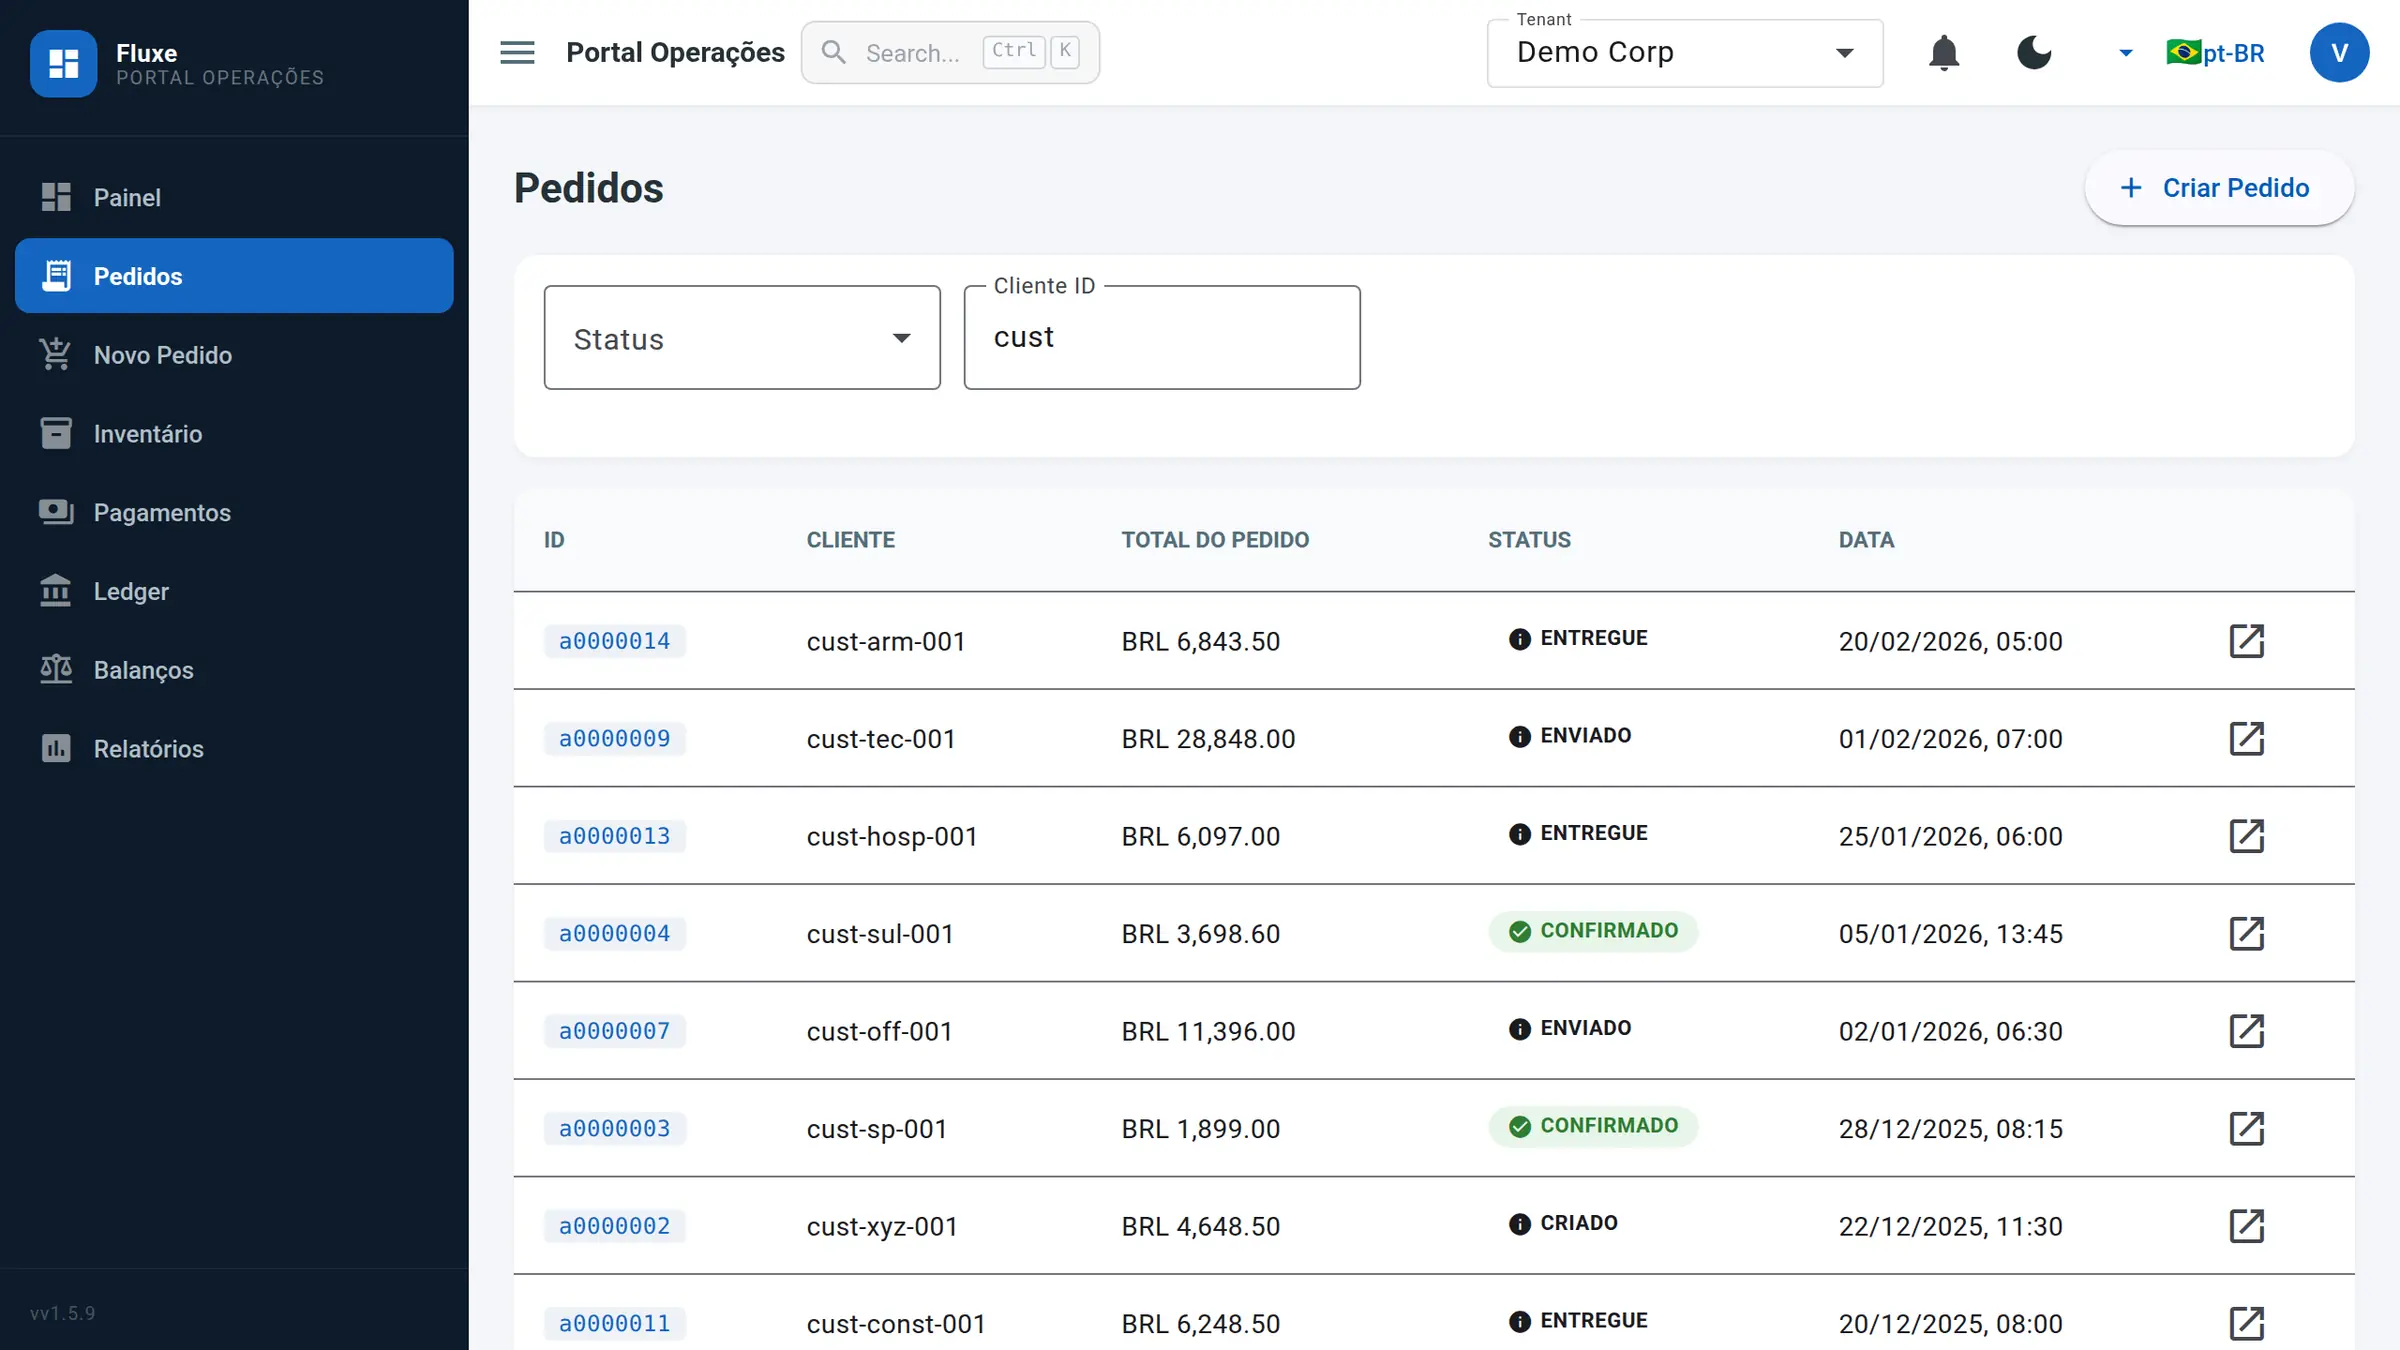 Fluxe
PORTAL OPERAÇÕES
Painel
Pedidos
Novo Pedido
Inventário
Pagamentos
Ledger
Balanços
Relatórios
vv1.5.9
Portal Operações
Search... Ctrl K
Tenant
Demo Corp
pt-BR
V
Pedidos
Criar Pedido
Status
Cliente ID
cust
ID CLIENTE TOTAL DO PEDIDO STATUS DATA
a0000014 cust-arm-001 BRL 6,843.50 ENTREGUE 20/02/2026, 05:00
a0000009 cust-tec-001 BRL 28,848.00 ENVIADO 01/02/2026, 07:00
a0000013 cust-hosp-001 BRL 6,097.00 ENTREGUE 25/01/2026, 06:00
a0000004 cust-sul-001 BRL 3,698.60 CONFIRMADO 05/01/2026, 13:45
a0000007 cust-off-001 BRL 11,396.00 ENVIADO 02/01/2026, 06:30
a0000003 cust-sp-001 BRL 1,899.00 CONFIRMADO 28/12/2025, 08:15
a0000002 cust-xyz-001 BRL 4,648.50 CRIADO 22/12/2025, 11:30
a0000011 cust-const-001 BRL 6,248.50 ENTREGUE 20/12/2025, 08:00